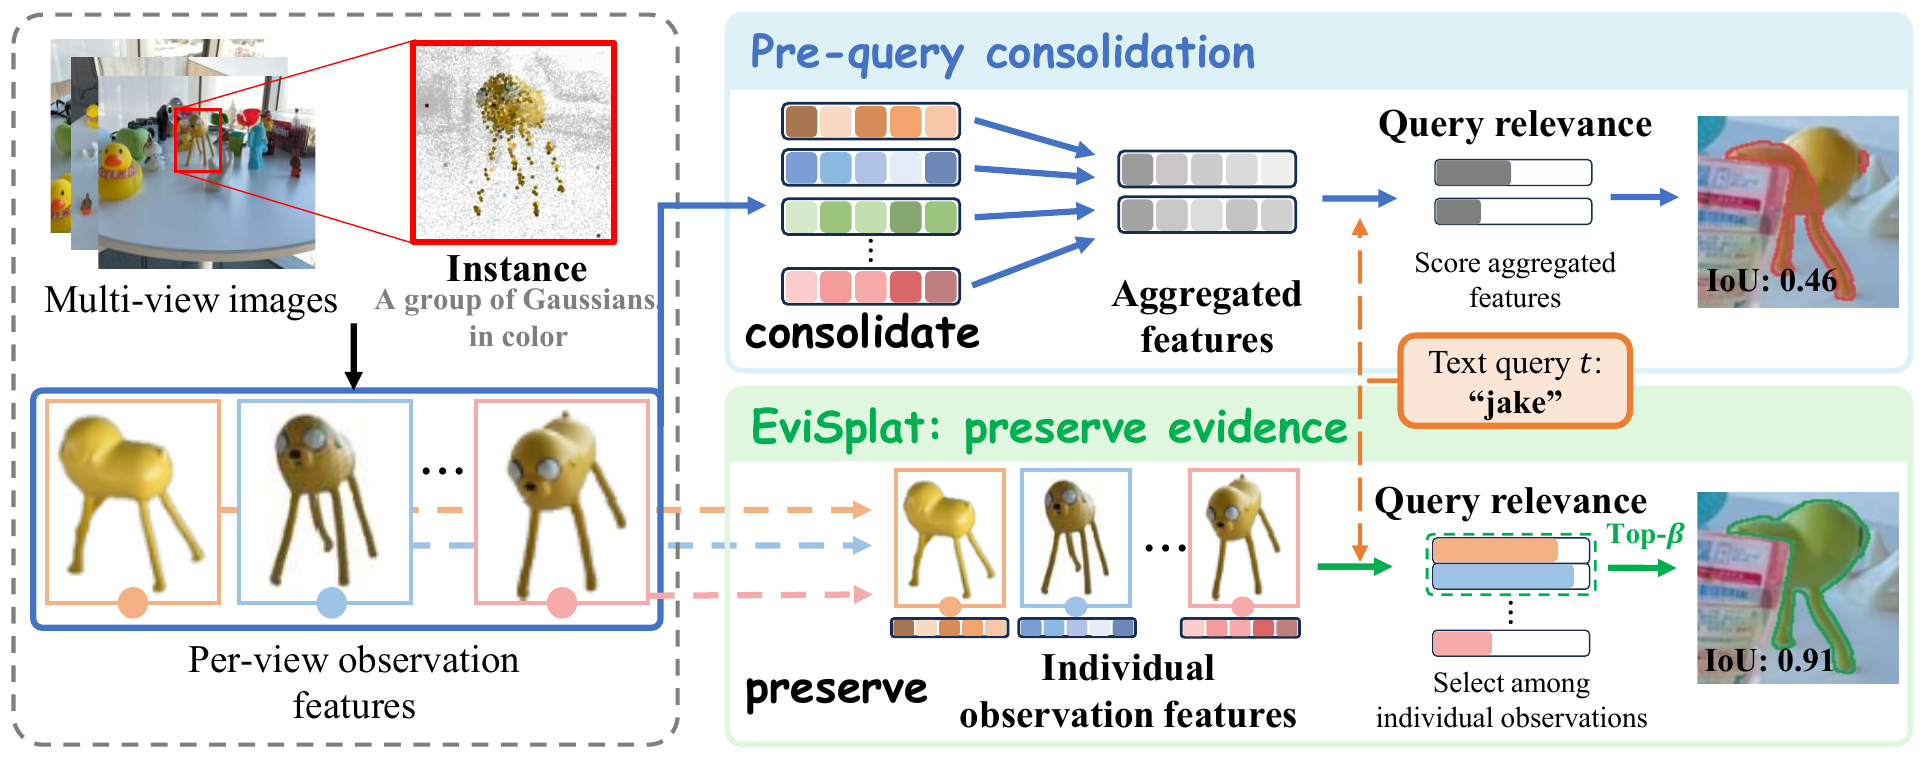 Multi-view images
Instance
A group of Gaussians
in color
Per-view observation
features
Pre-query consolidation
consolidate
Aggregated
features
Query relevance
Score aggregated
features
IoU: 0.46
Text query t:
“jake”
EviSplat: preserve evidence
preserve
Individual
observation features
Query relevance
Top-β
Select among
individual observations
IoU: 0.91